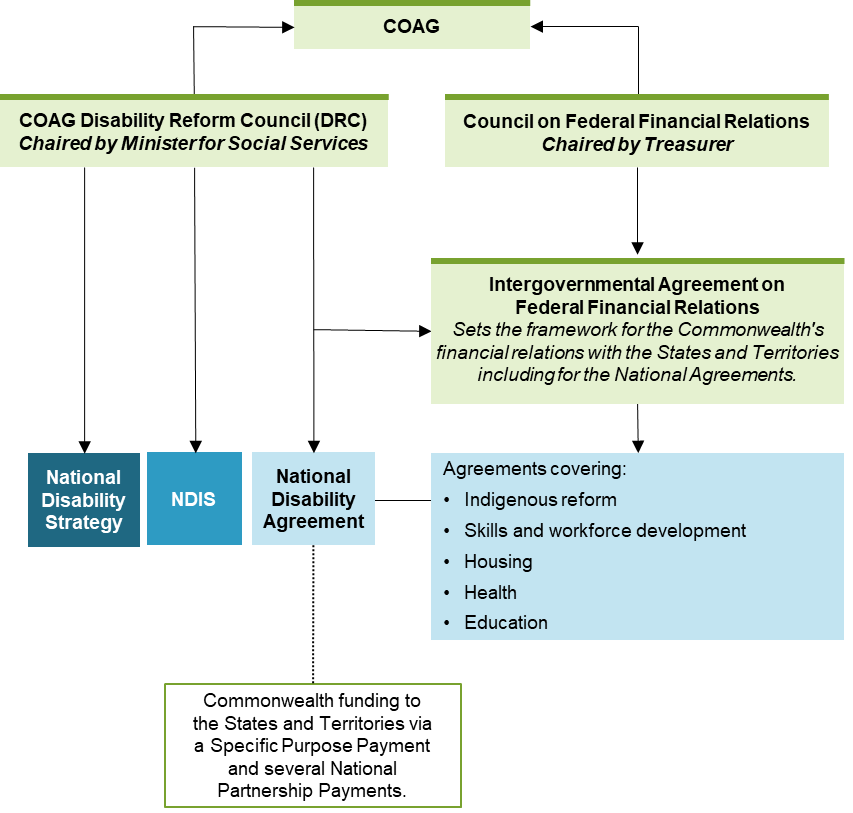 COAG
COAG Disability Reform Council (DRC)
Chaired by Minister for Social Services
Council on Federal Financial Relations
Chaired by Treasurer
Intergovernmental Agreement on
Federal Financial Relations
Sets the framework for the Commonwealth's
financial relations with the States and Territories
including for the National Agreements.
National
Disability
Strategy
NDIS
National
Disability
Agreement
Agreements covering:
• Indigenous reform
• Skills and workforce development
• Housing
• Health
• Education
Commonwealth funding to
the States and Territories via
a Specific Purpose Payment
and several National
Partnership Payments.